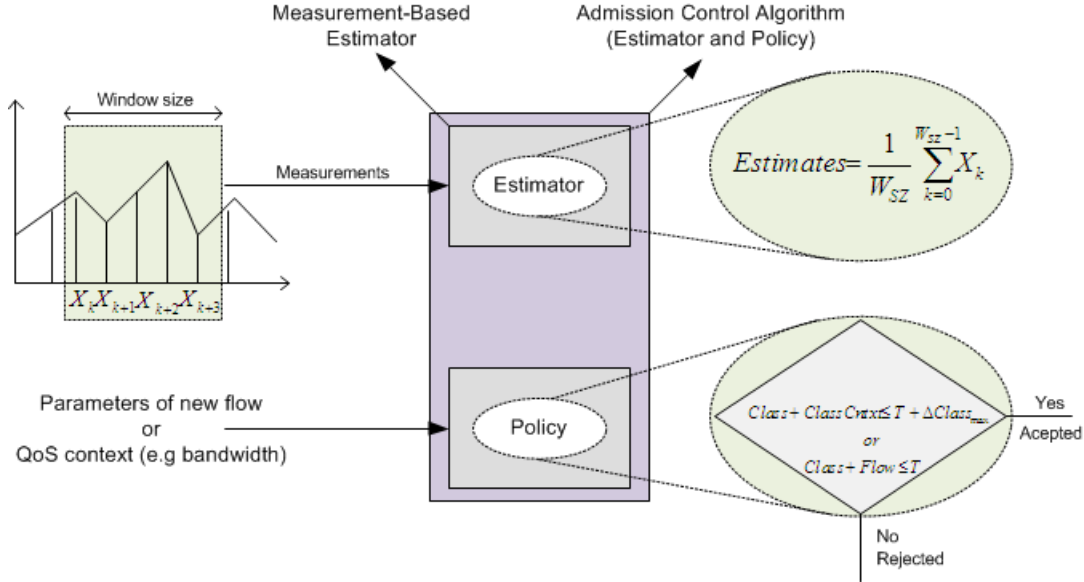 Measurement-Based
Estimator
Admission Control Algorithm
(Estimator and Policy)
Window size
Measurements
Estimator
Estimates= 1/W_SZ ∑_{k=0}^{W_SZ-1} X_k
X_k X_{k+1} X_{k+2} X_{k+3}
Parameters of new flow
or
QoS context (e.g bandwidth)
Policy
Class + ClassCntxt≤T + ΔClass_max
or
Class + Flow ≤T
Yes
Acepted
No
Rejected